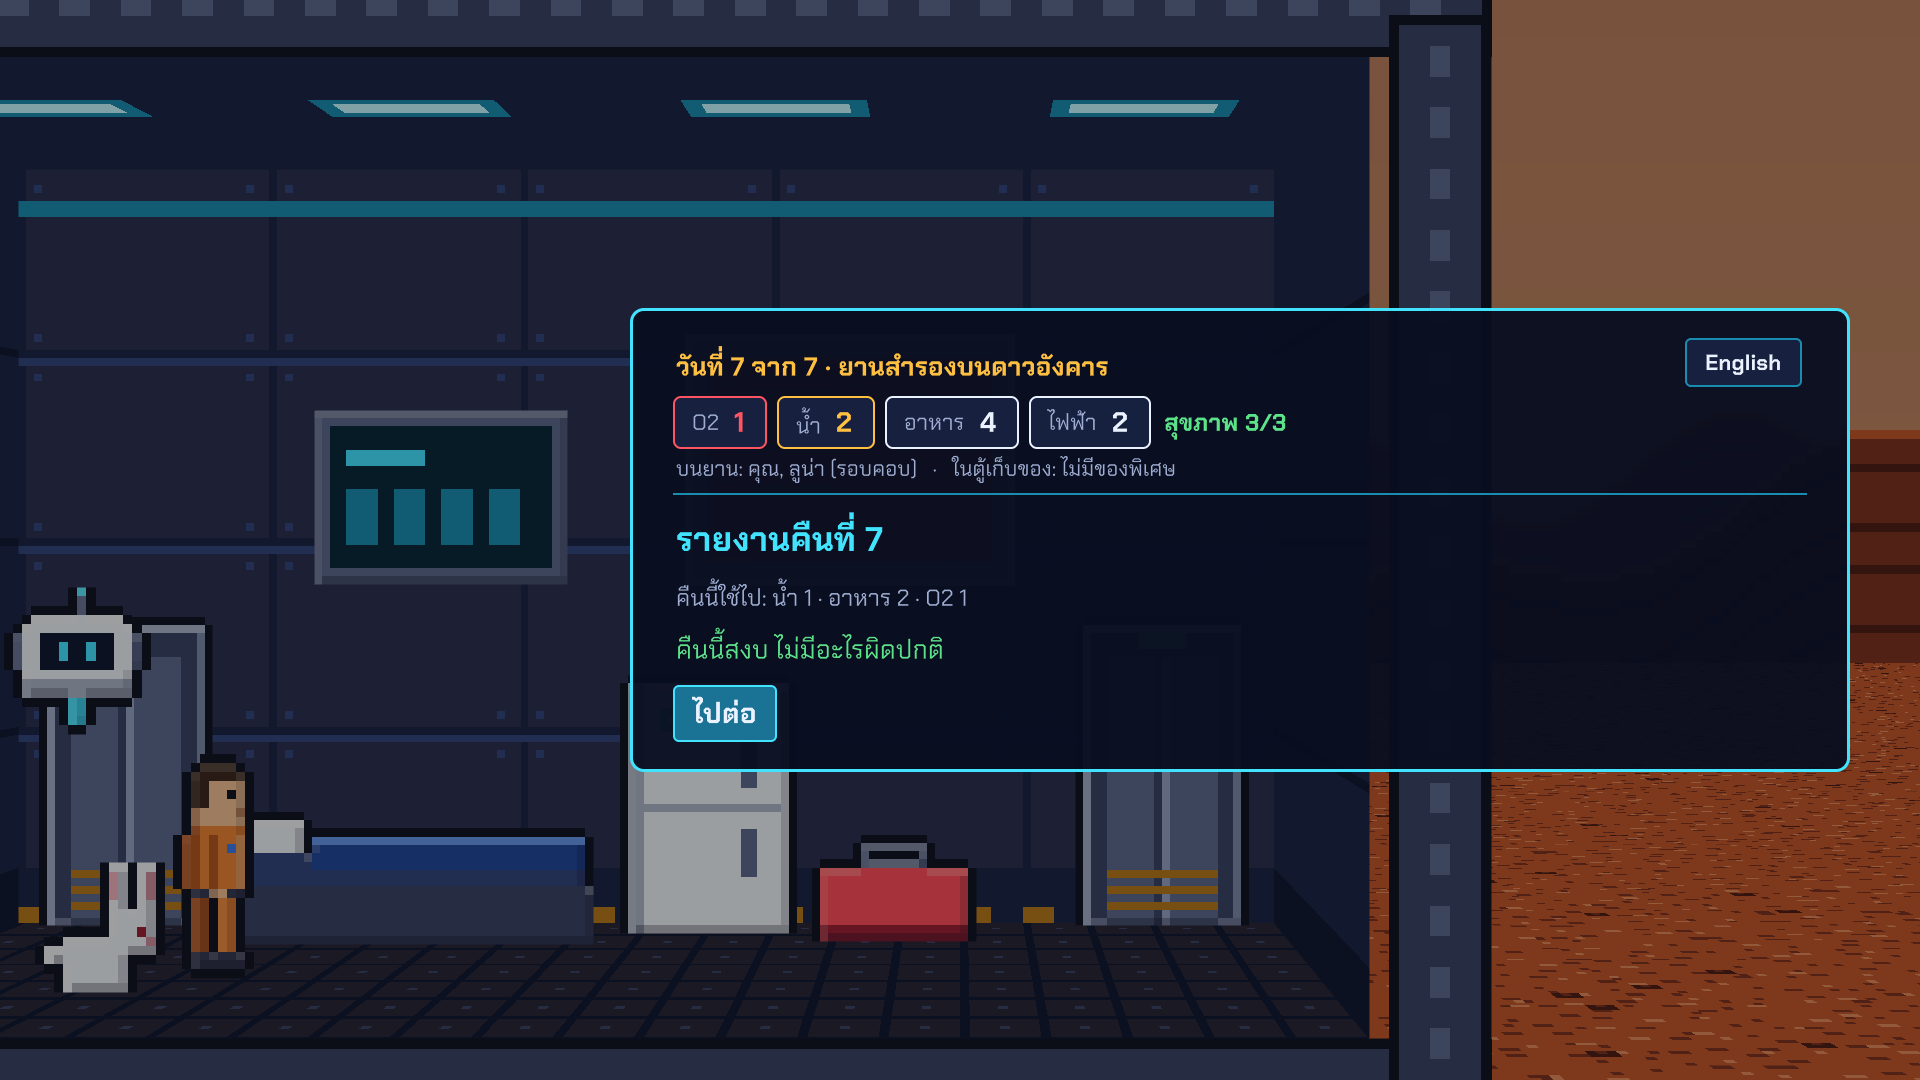 วันที่ 7 จาก 7 · ยานสำรองบนดาวอังคาร
English
O2 1 น้ำ 2 อาหาร 4 ไฟฟ้า 2 สุขภาพ 3/3
บนยาน: คุณ, ลูน่า (รอบคอบ) · ในตู้เก็บของ: ไม่มีของพิเศษ
รายงานคืนที่ 7
คืนนี้ใช้ไป: น้ำ 1 · อาหาร 2 · O2 1
คืนนี้สงบ ไม่มีอะไรผิดปกติ
ไปต่อ